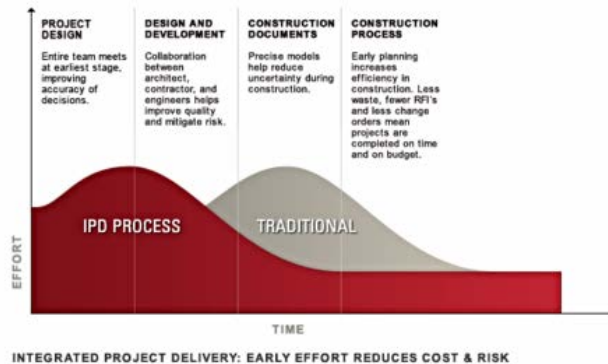 PROJECT
DESIGN
Entire team meets
at earliest stage,
improving
accuracy of
decisions.
DESIGN AND
DEVELOPMENT
Collaboration
between
architect,
contractor, and
engineers helps
improve quality
and mitigate risk.
CONSTRUCTION
DOCUMENTS
Precise models
help reduce
uncertainty during
construction.
CONSTRUCTION
PROCESS
Early planning
increases
efficiency in
construction. Less
waste, fewer RFI's
and less change
orders mean
projects are
completed on time
and on budget.
EFFORT
IPD PROCESS
TRADITIONAL
TIME
INTEGRATED PROJECT DELIVERY: EARLY EFFORT REDUCES COST & RISK